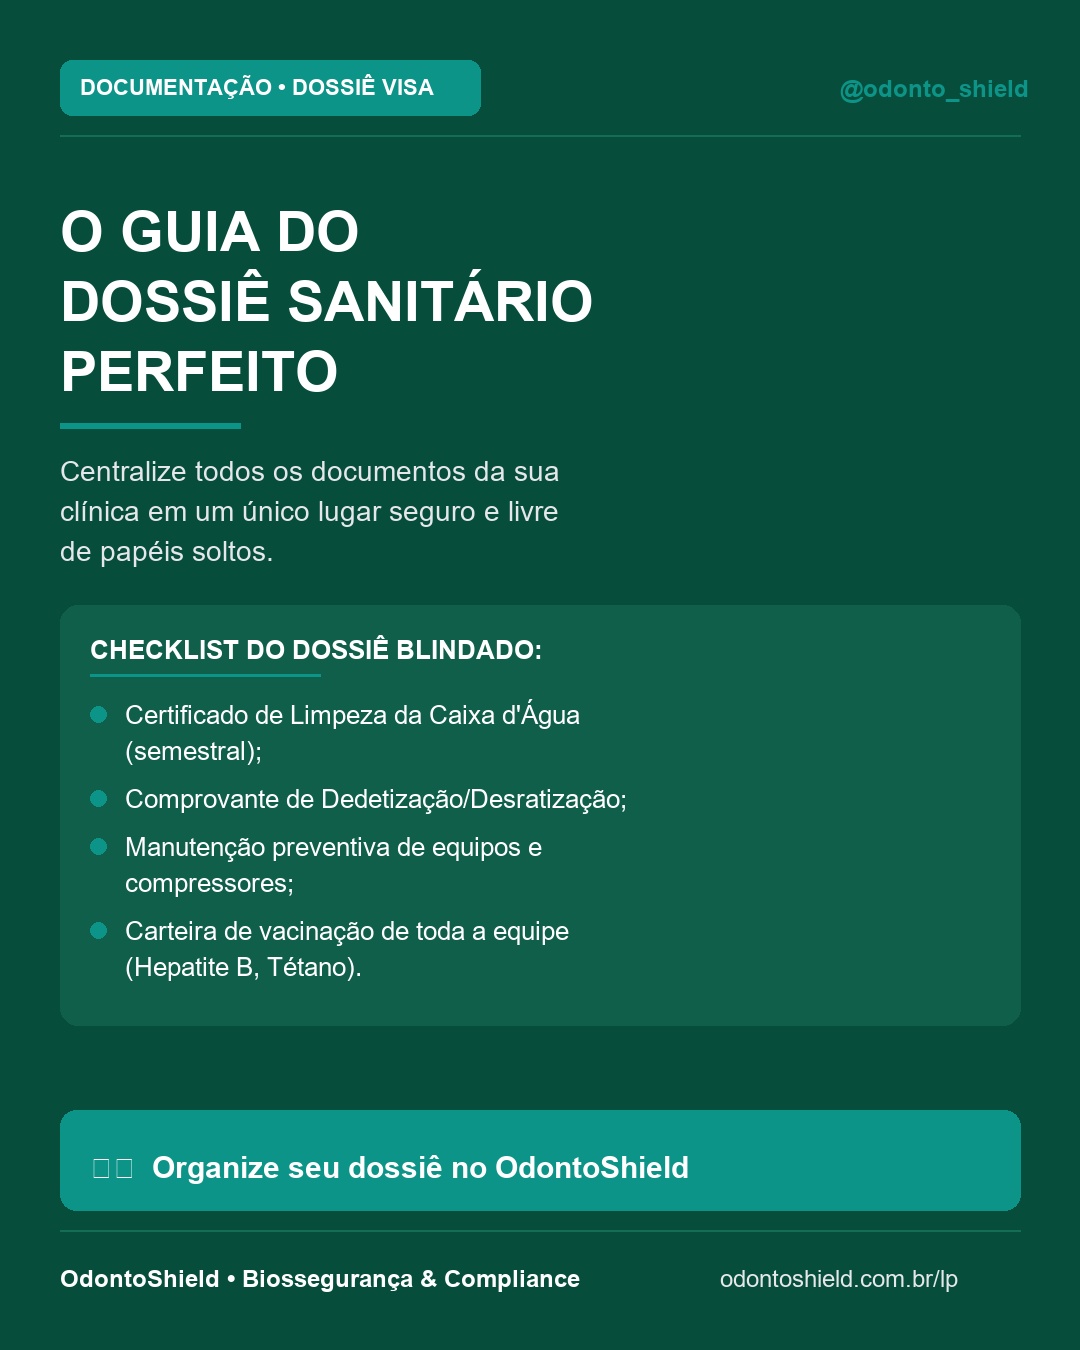 DOCUMENTAÇÃO • DOSSIÊ VISA
@odonto_shield
O GUIA DO
DOSSIÊ SANITÁRIO
PERFEITO
Centralize todos os documentos da sua
clínica em um único lugar seguro e livre
de papéis soltos.
CHECKLIST DO DOSSIÊ BLINDADO:
Certificado de Limpeza da Caixa d'Água
(semestral);
Comprovante de Dedetização/Desratização;
Manutenção preventiva de equipos e
compressores;
Carteira de vacinação de toda a equipe
(Hepatite B, Tétano).
Organize seu dossiê no OdontoShield
OdontoShield • Biossegurança & Compliance
odontoshield.com.br/lp